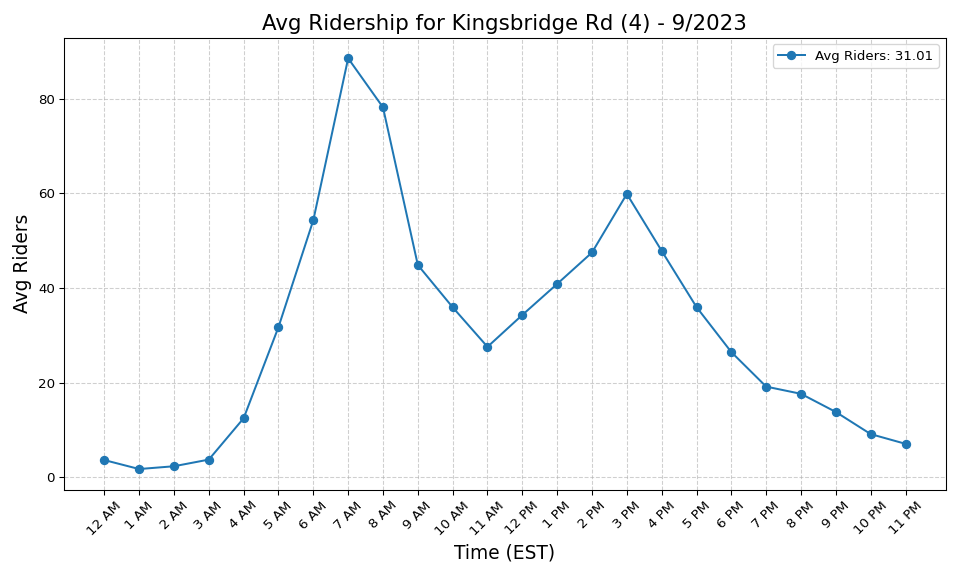 Avg Ridership for Kingsbridge Rd (4) - 9/2023
Avg Riders: 31.01
Avg Riders
80
60
40
20
0
12 AM
1 AM
2 AM
3 AM
4 AM
5 AM
6 AM
7 AM
8 AM
9 AM
10 AM
11 AM
12 PM
1 PM
2 PM
3 PM
4 PM
5 PM
6 PM
7 PM
8 PM
9 PM
10 PM
11 PM
Time (EST)